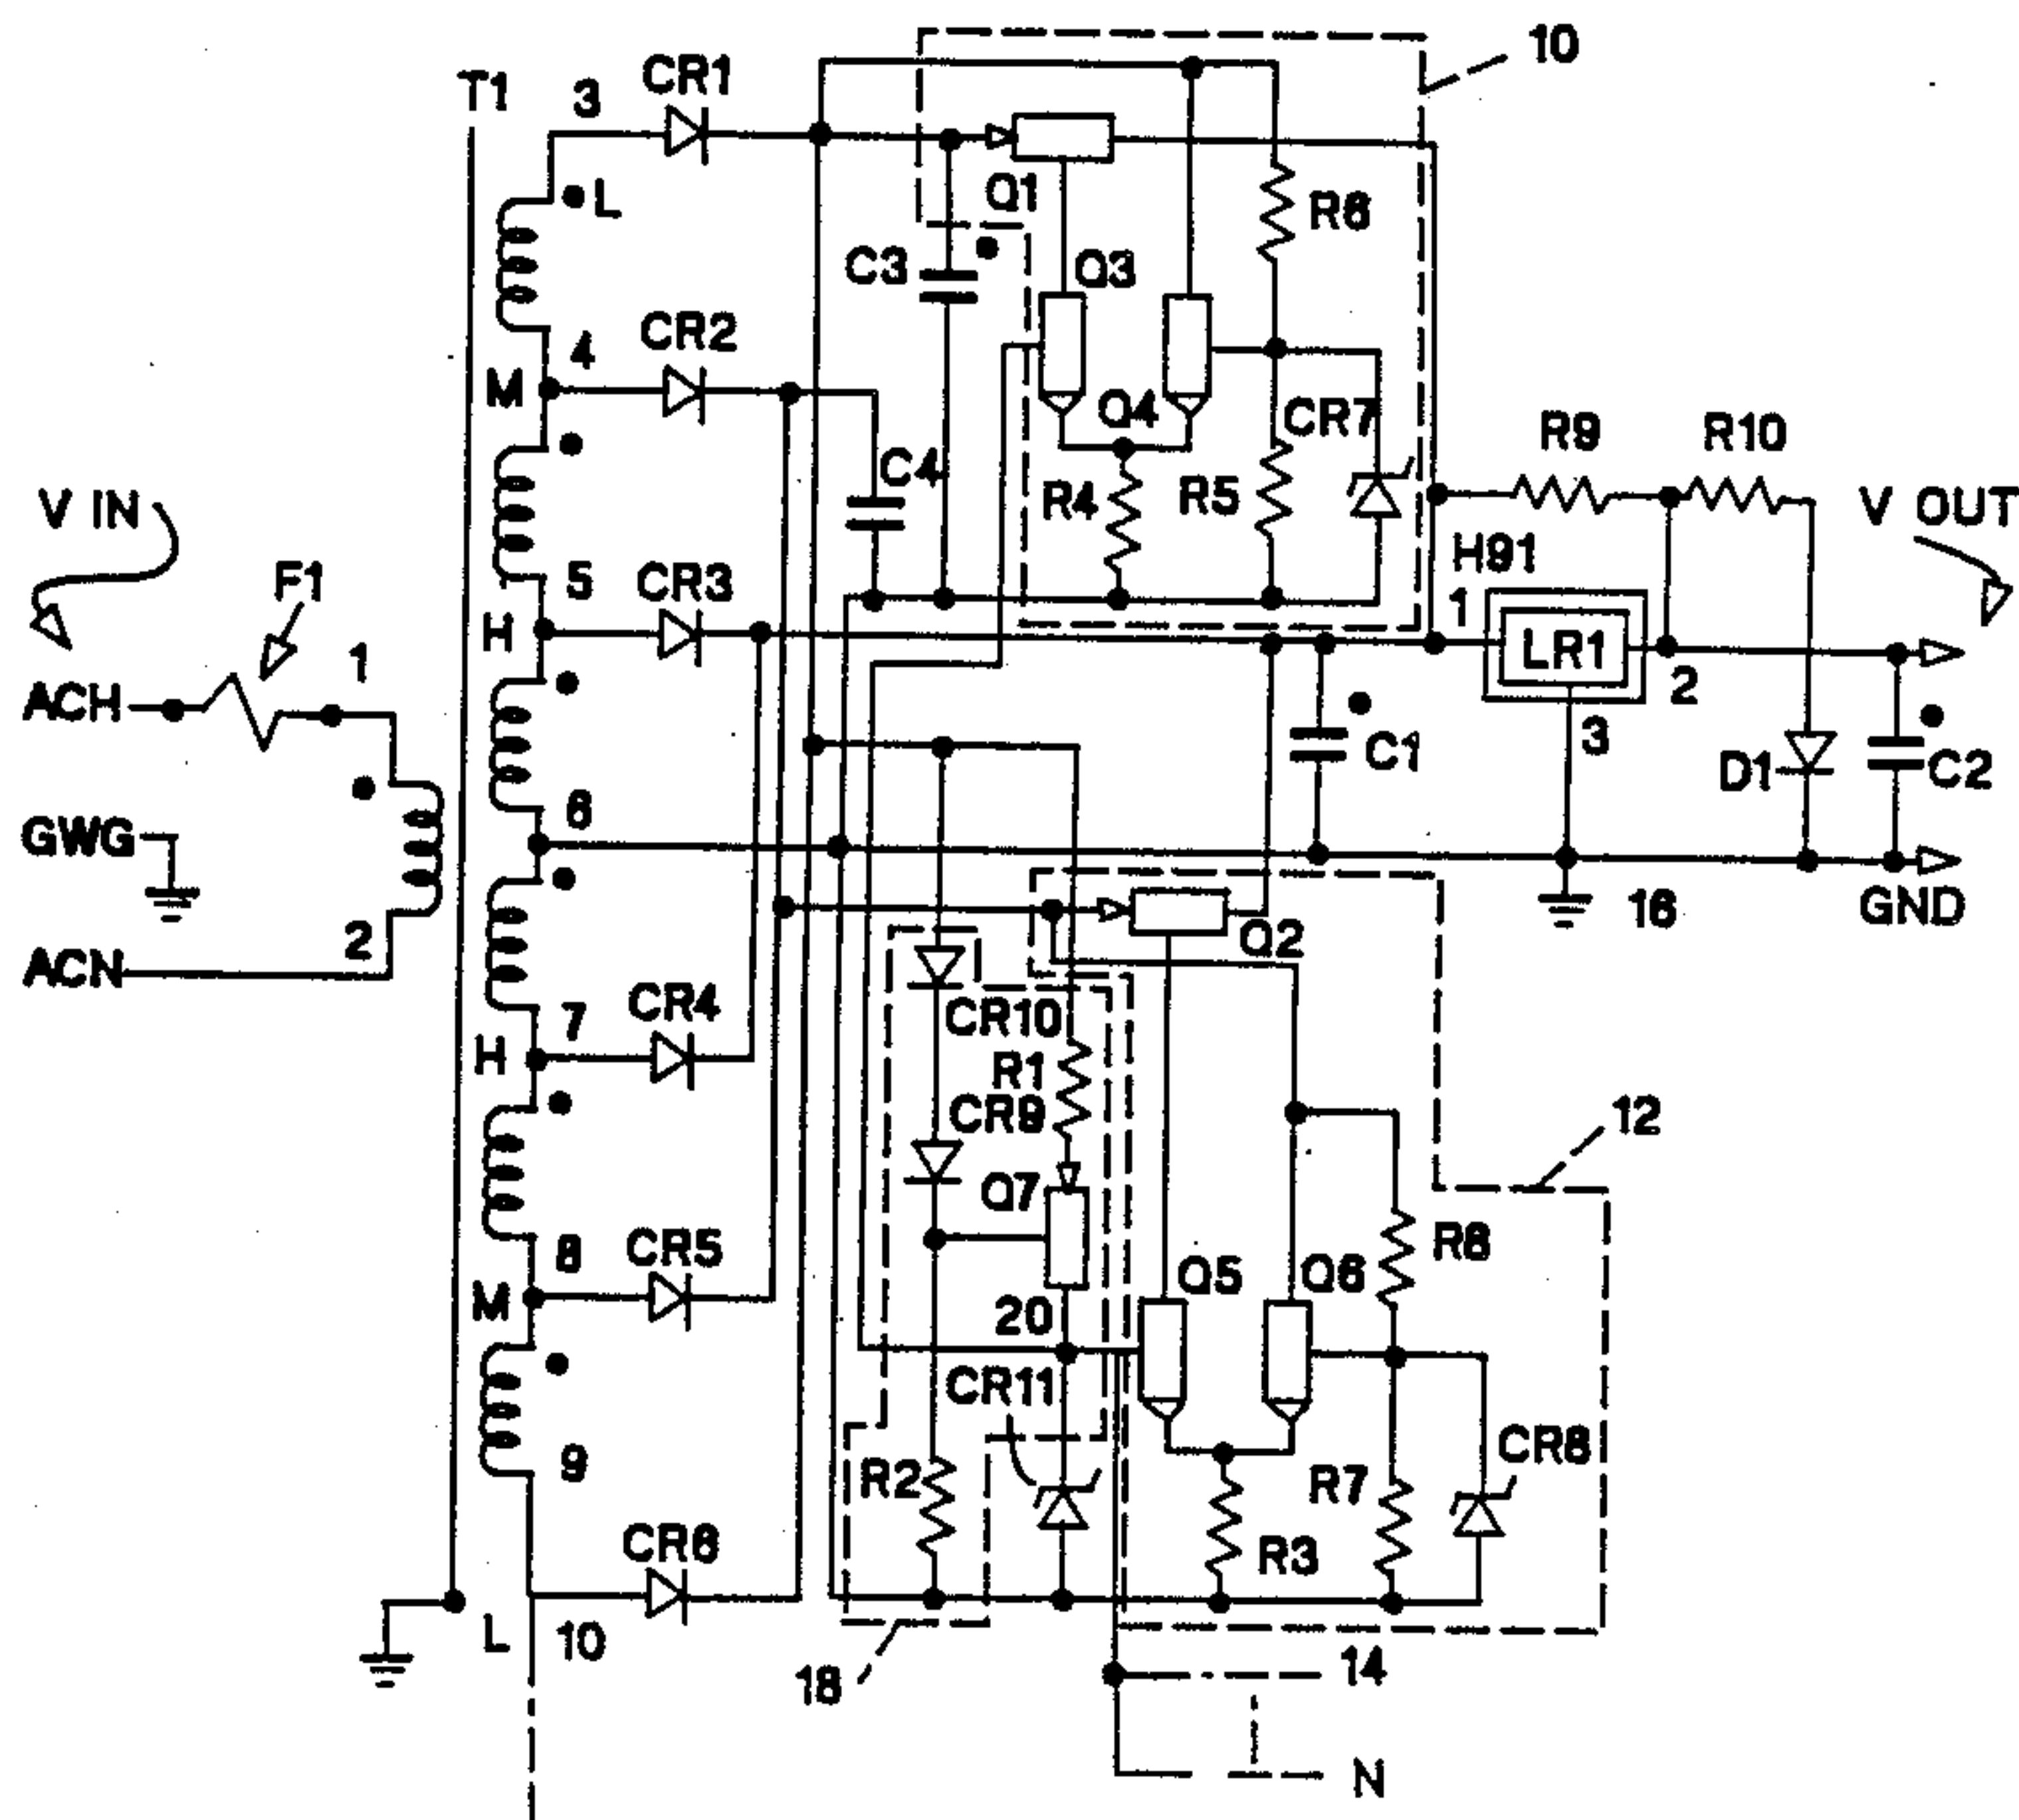 10
T1
3
CR1
L
Q1
R6
C3
Q3
4
CR2
M
Q4
CR7
R9
R10
C4
R4
R5
V IN
V OUT
F1
5
CR3
H91
1
H
LR1
2
1
ACH
3
C1
D1
C2
6
GWG
16
GND
2
Q2
ACN
7
CR4
CR10
H
R1
CR9
12
Q7
8
CR5
R8
Q5
Q6
M
20
CR11
9
R2
R7
CR8
CR6
R3
L
10
14
18
N